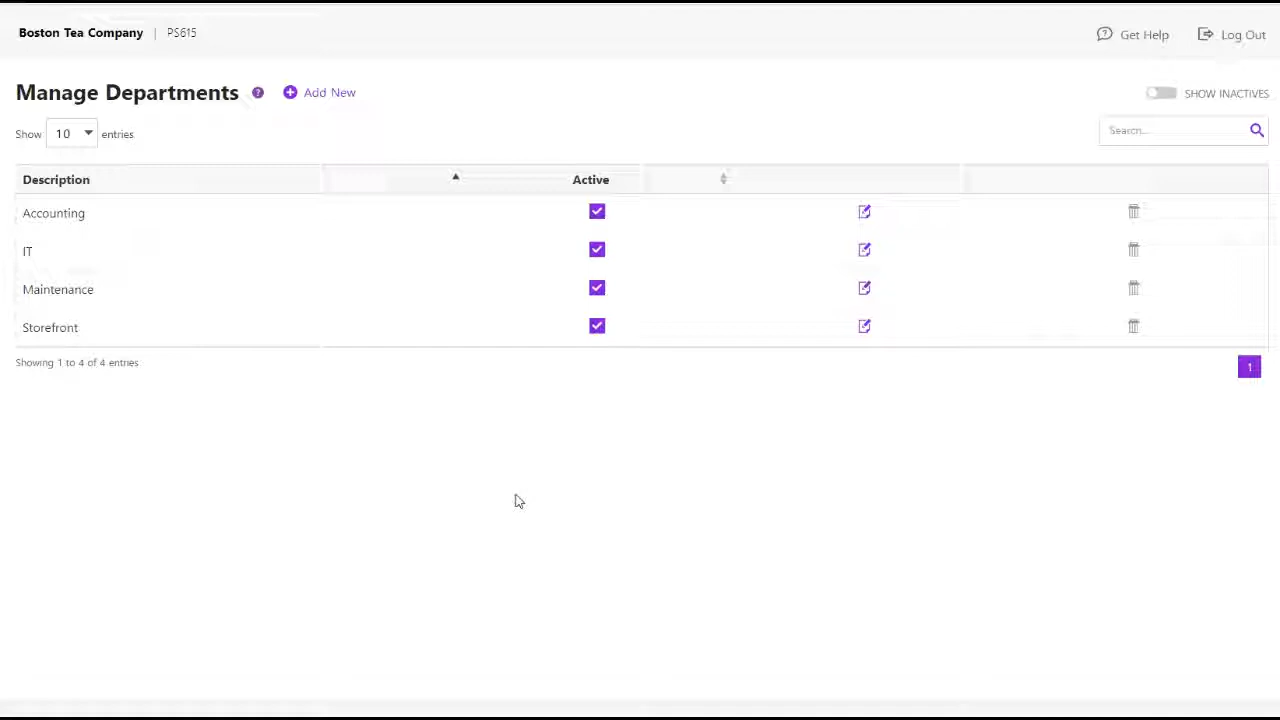 Boston Tea Company | PS615
Get Help
Log Out
Manage Departments ? Add New
SHOW INACTIVES
Show 10 entries
Search...
Description Active
Accounting
IT
Maintenance
Storefront
Showing 1 to 4 of 4 entries
1